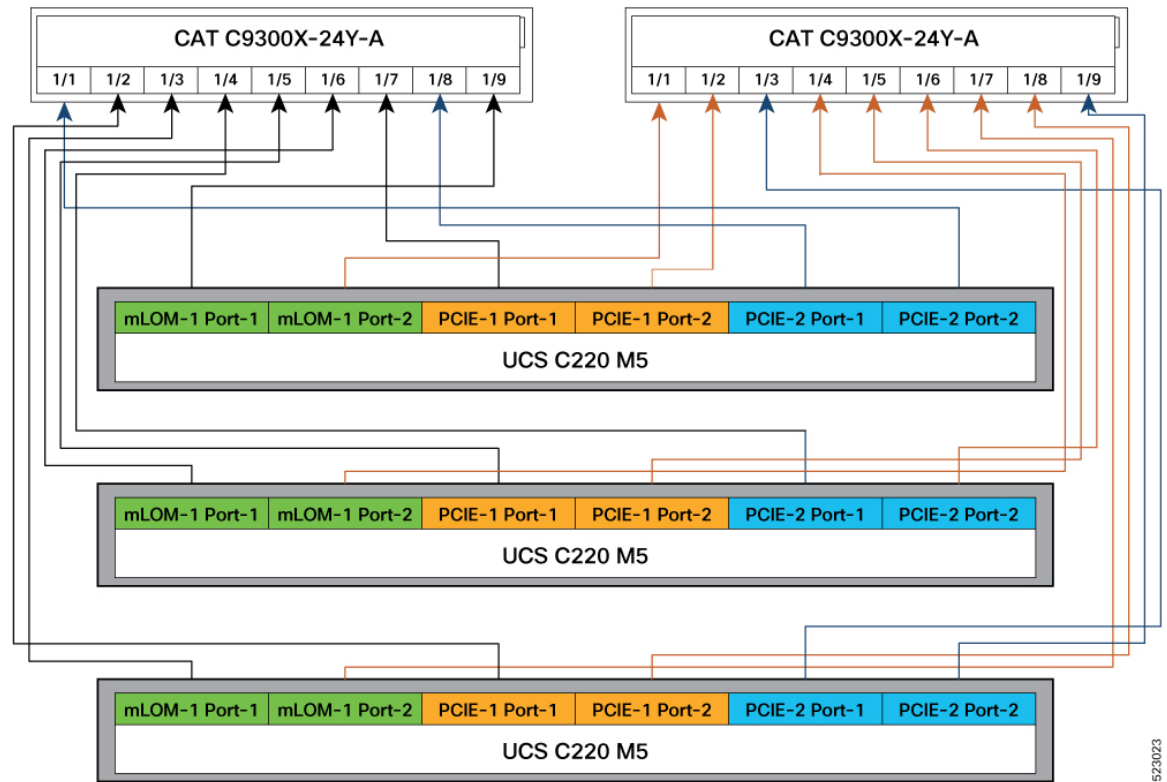 CAT C9300X-24Y-A
1/1 1/2 1/3 1/4 1/5 1/6 1/7 1/8 1/9
CAT C9300X-24Y-A
1/1 1/2 1/3 1/4 1/5 1/6 1/7 1/8 1/9
mLOM-1 Port-1 mLOM-1 Port-2 PCIE-1 Port-1 PCIE-1 Port-2 PCIE-2 Port-1 PCIE-2 Port-2
UCS C220 M5
mLOM-1 Port-1 mLOM-1 Port-2 PCIE-1 Port-1 PCIE-1 Port-2 PCIE-2 Port-1 PCIE-2 Port-2
UCS C220 M5
mLOM-1 Port-1 mLOM-1 Port-2 PCIE-1 Port-1 PCIE-1 Port-2 PCIE-2 Port-1 PCIE-2 Port-2
UCS C220 M5
523023